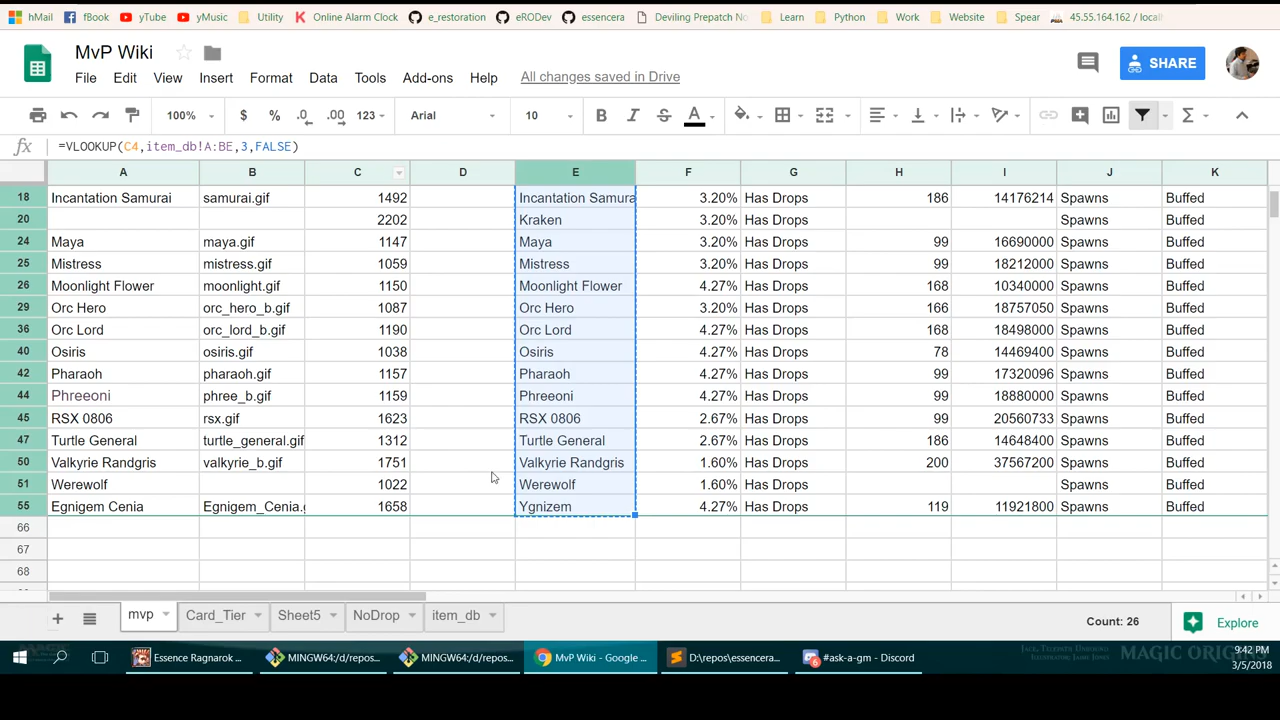 hMail fBook yTube yMusic Utility Online Alarm Clock e_restoration eRODev essencera Deviling Prepatch No Learn Python Work Website Spear 45.55.164.162 / local
MvP Wiki
File Edit View Insert Format Data Tools Add-ons Help All changes saved in Drive
SHARE
100% $ % .0 .00 123 Arial 10 B I A Σ
fx =VLOOKUP(C4,item_db!A:BE,3,FALSE)
A B C D E F G H I J K
18 Incantation Samurai samurai.gif 1492 Incantation Samura 3.20% Has Drops 186 14176214 Spawns Buffed
20 2202 Kraken 3.20% Has Drops Spawns Buffed
24 Maya maya.gif 1147 Maya 3.20% Has Drops 99 16690000 Spawns Buffed
25 Mistress mistress.gif 1059 Mistress 3.20% Has Drops 99 18212000 Spawns Buffed
26 Moonlight Flower moonlight.gif 1150 Moonlight Flower 4.27% Has Drops 168 10340000 Spawns Buffed
29 Orc Hero orc_hero_b.gif 1087 Orc Hero 3.20% Has Drops 166 18757050 Spawns Buffed
36 Orc Lord orc_lord_b.gif 1190 Orc Lord 4.27% Has Drops 168 18498000 Spawns Buffed
40 Osiris osiris.gif 1038 Osiris 4.27% Has Drops 78 14469400 Spawns Buffed
42 Pharaoh pharaoh.gif 1157 Pharaoh 4.27% Has Drops 99 17320096 Spawns Buffed
44 Phreeoni phree_b.gif 1159 Phreeoni 4.27% Has Drops 99 18880000 Spawns Buffed
45 RSX 0806 rsx.gif 1623 RSX 0806 2.67% Has Drops 99 20560733 Spawns Buffed
47 Turtle General turtle_general.gif 1312 Turtle General 2.67% Has Drops 186 14648400 Spawns Buffed
50 Valkyrie Randgris valkyrie_b.gif 1751 Valkyrie Randgris 1.60% Has Drops 200 37567200 Spawns Buffed
51 Werewolf 1022 Werewolf 1.60% Has Drops Spawns Buffed
55 Egnigem Cenia Egnigem_Cenia.g 1658 Ygnizem 4.27% Has Drops 119 11921800 Spawns Buffed
66
67
68
+ mvp Card_Tier Sheet5 NoDrop item_db Count: 26 Explore
Essence Ragnarok ... MINGW64:/d/repos... MINGW64:/d/repos... MvP Wiki - Google ... D:\repos\essencera... #ask-a-gm - Discord
MAGIC ORIGINS
9:42 PM
3/5/2018